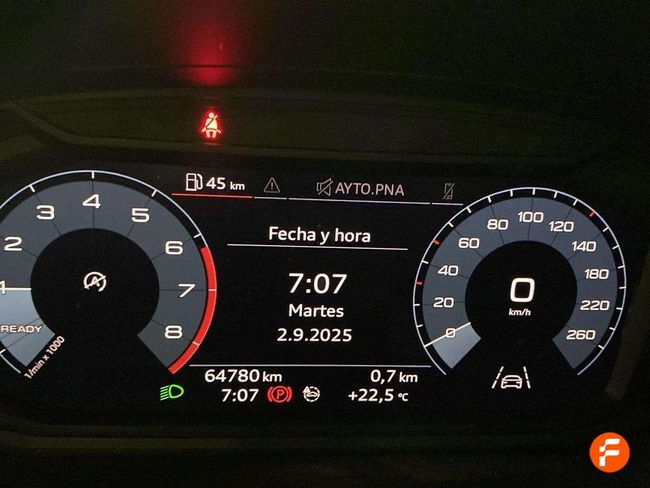 45 km
AYTO.PNA
Fecha y hora
7:07
Martes
2.9.2025
64780 km 0,7 km
7:07 P +22,5 °C
1 2 3 4 5 6 7 8
READY
1/min x 1000
A
0 20 40 60 80 100 120 140 180 220 260
0
km/h
F